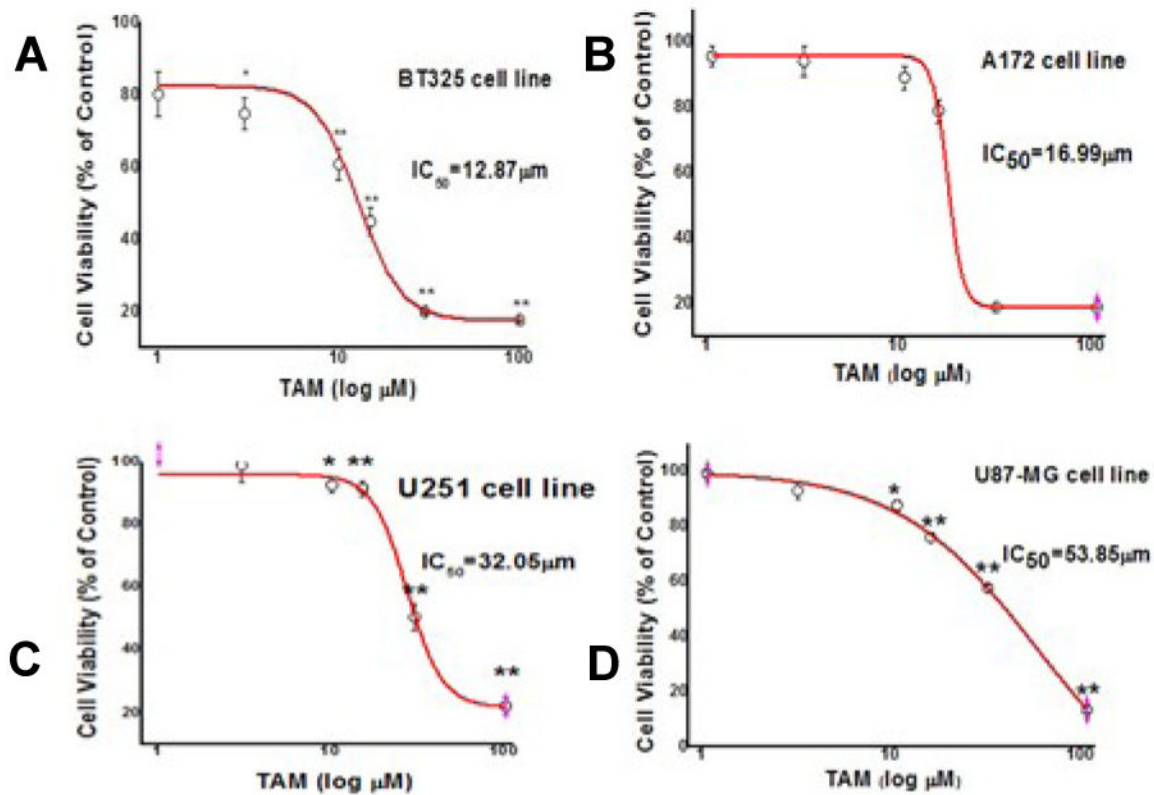 A
BT325 cell line
IC50=12.87μm
Cell Viability (% of Control)
100
80
60
40
20
* ** ** ** **
1 10 100
TAM (log μM)
B
A172 cell line
IC50=16.99μm
Cell Viability (% of Control)
100
80
60
40
20
1 10 100
TAM (log μM)
C
U251 cell line
IC50=32.05μm
Cell Viability (% of Control)
100
80
60
40
20
* ** ** **
1 10 100
TAM (log μM)
D
U87-MG cell line
IC50=53.85μm
Cell Viability (% of Control)
100
80
60
40
20
0
* ** ** **
1 10 100
TAM (log μM)